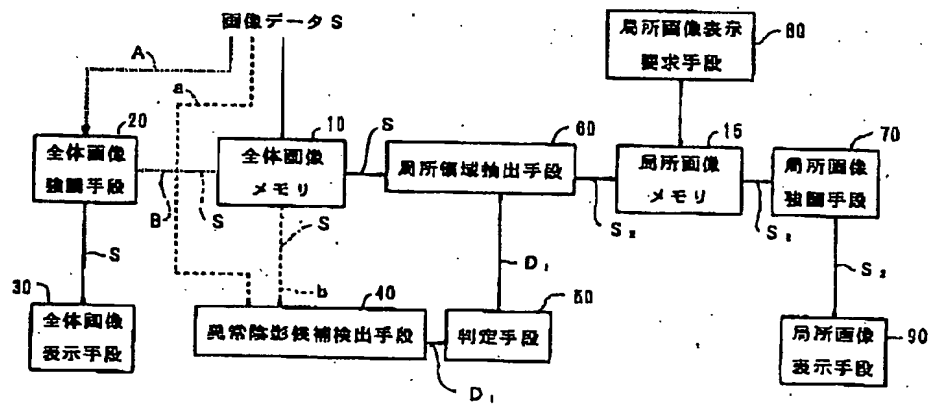 画像データ S
局所画像表示
要求手段
80
A
a
20
10
60
15
70
全体画像
強調手段
全体画像
メモリ
S
局所領域抽出手段
局所画像
メモリ
局所画像
強調手段
B
S
S
S₂
S₂
S
D₁
S₂
b
30
40
50
全体画像
表示手段
異常陰影候補検出手段
判定手段
局所画像
表示手段
90
D₁